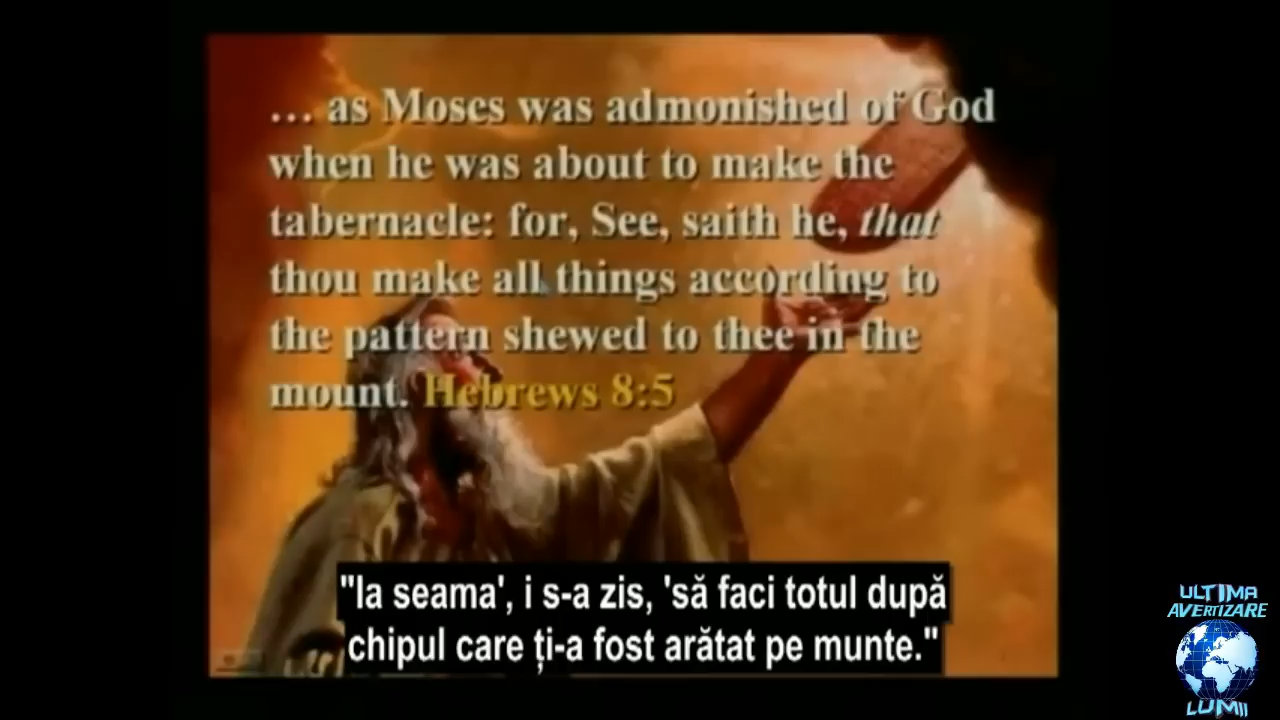 ... as Moses was admonished of God
when he was about to make the
tabernacle: for, See, saith he, that
thou make all things according to
the pattern shewed to thee in the
mount. Hebrews 8:5
"Ia seama', i s-a zis, 'să faci totul după
chipul care ți-a fost arătat pe munte."
ULTIMA
AVERTIZARE
LUMII